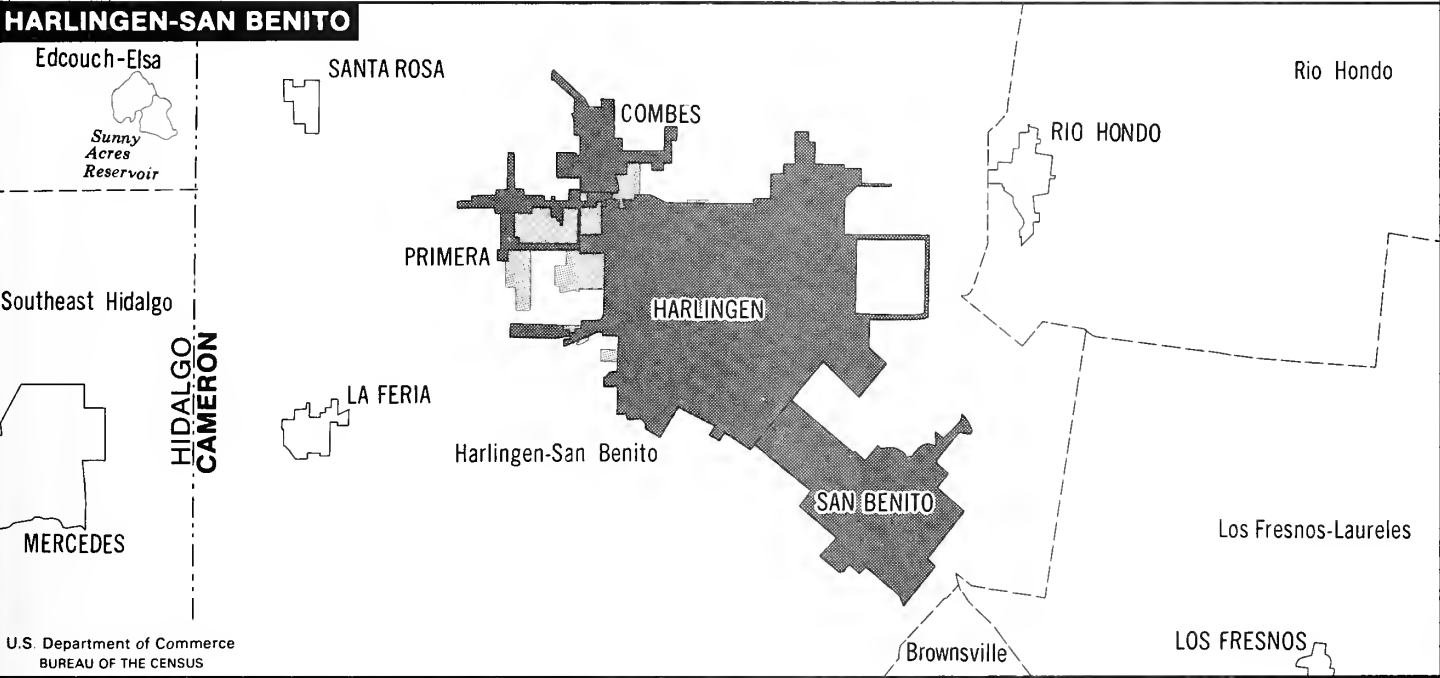 HARLINGEN-SAN BENITO
Edcouch-Elsa
SANTA ROSA
Rio Hondo
COMBES
RIO HONDO
Sunny
Acres
Reservoir
PRIMERA
Southeast Hidalgo
HARLINGEN
HIDALGO
CAMERON
LA FERIA
Harlingen-San Benito
SAN BENITO
MERCEDES
Los Fresnos-Laureles
U.S. Department of Commerce
BUREAU OF THE CENSUS
Brownsville
LOS FRESNOS